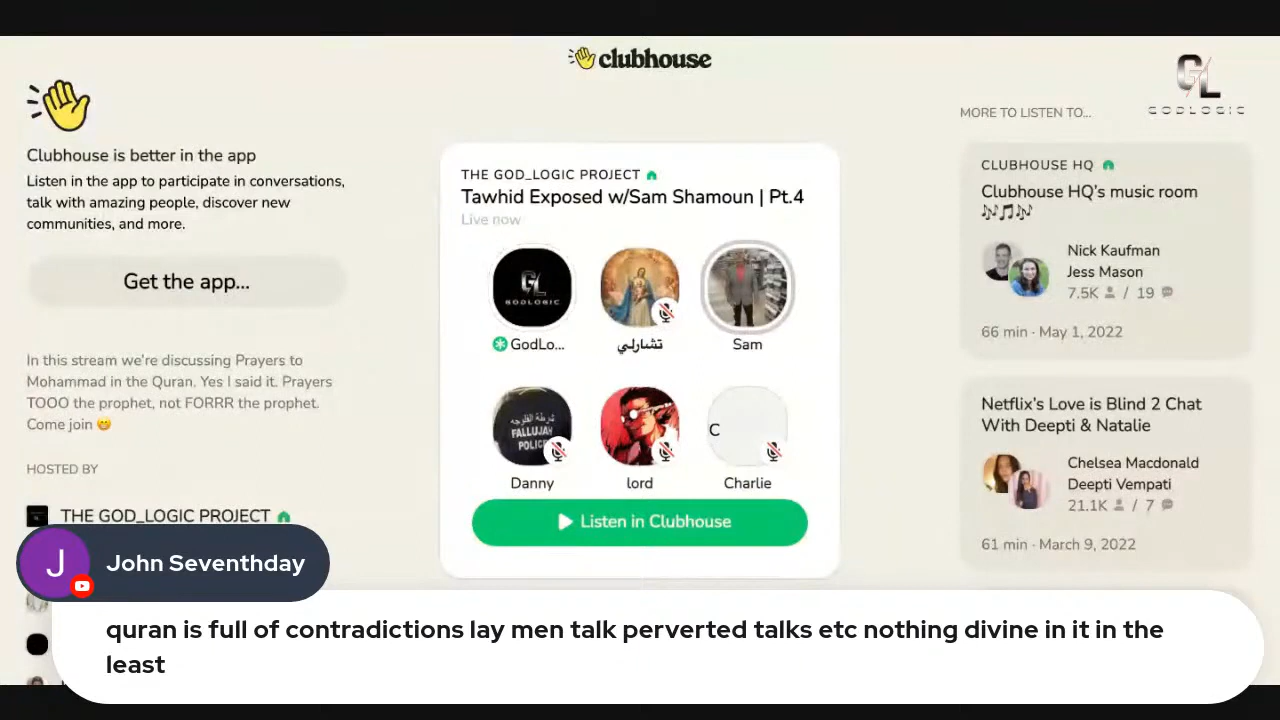 clubhouse
Clubhouse is better in the app
Listen in the app to participate in conversations,
talk with amazing people, discover new
communities, and more.
Get the app...
In this stream we're discussing Prayers to
Mohammad in the Quran. Yes I said it. Prayers
TOOO the prophet, not FORRR the prophet.
Come join 😁
HOSTED BY
THE GOD_LOGIC PROJECT
THE GOD_LOGIC PROJECT
Tawhid Exposed w/Sam Shamoun | Pt.4
Live now
GL
GODLOGIC
GodLo...
تشارلي
Sam
شرطة الفلوجه
FALLUJAH
POLICE
C
Danny
lord
Charlie
Listen in Clubhouse
GL
GODLOGIC
MORE TO LISTEN TO...
CLUBHOUSE HQ
Clubhouse HQ's music room
🎶🎵🎶
Nick Kaufman
Jess Mason
7.5K / 19
66 min · May 1, 2022
Netflix's Love is Blind 2 Chat
With Deepti & Natalie
Chelsea Macdonald
Deepti Vempati
21.1K / 7
61 min · March 9, 2022
J
John Seventhday
quran is full of contradictions lay men talk perverted talks etc nothing divine in it in the
least